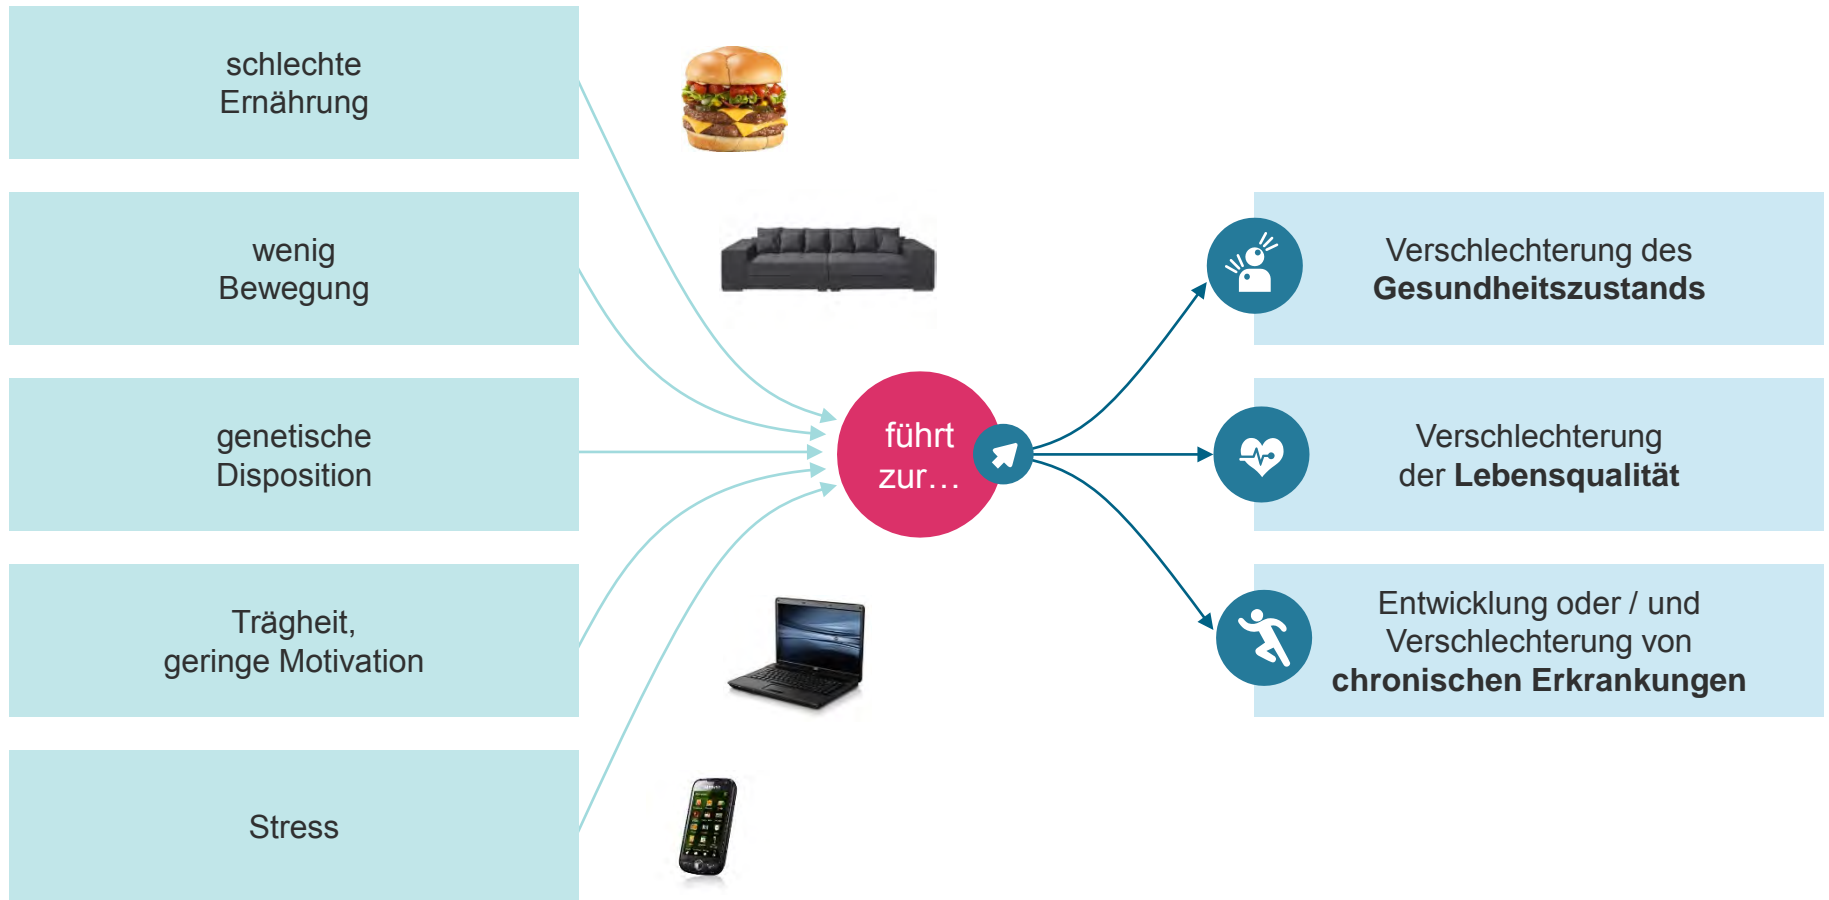 schlechte
Ernährung
wenig
Bewegung
genetische
Disposition
Trägheit,
geringe Motivation
Stress
führt
zur…
Verschlechterung des
Gesundheitszustands
Verschlechterung
der Lebensqualität
Entwicklung oder / und
Verschlechterung von
chronischen Erkrankungen